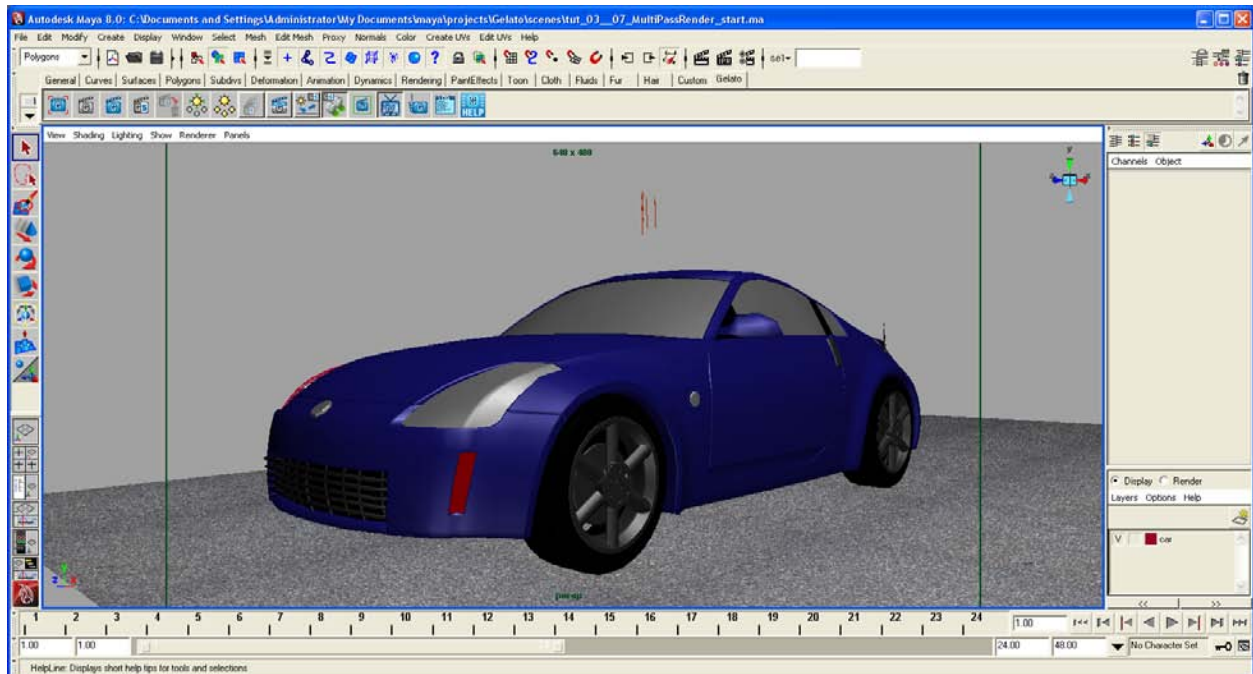 Autodesk Maya 8.0: C:\Documents and Settings\Administrator\My Documents\maya\projects\Gelato\scenes\tut_03__07_MultiPassRender_start.ma
File Edit Modify Create Display Window Select Mesh Edit Mesh Proxy Normals Color Create UVs Edit UVs Help
Polygons
sel-
General Curves Surfaces Polygons Subdivs Deformation Animation Dynamics Rendering PaintEffects Toon Cloth Fluids Fur Hair Custom Gelato
HELP
View Shading Lighting Show Renderer Panels
640 x 480
Channels Object
y
Display Render
Layers Options Help
V car
y
z x
[persp]
<< >>
1 2 3 4 5 6 7 8 9 10 11 12 13 14 15 16 17 18 19 20 21 22 23 24 1.00
1.00 1.00 24.00 48.00 No Character Set
HelpLine: Displays short help tips for tools and selections